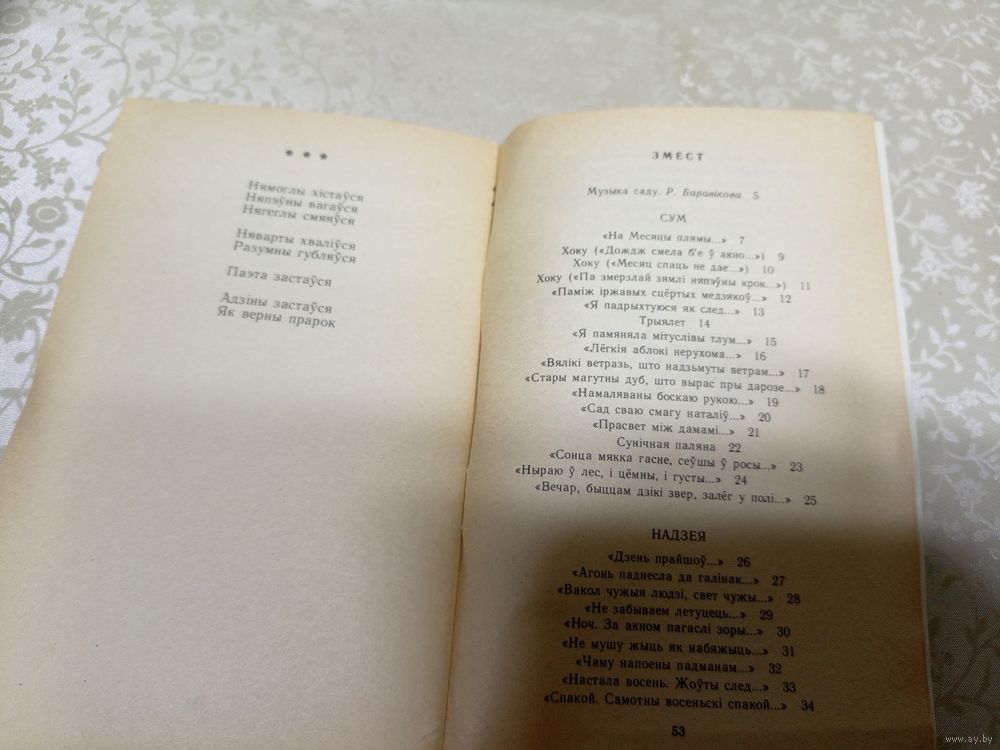 * * *
Нямоглы хістаўся
Няпэўны вагаўся
Нягеглы смяяўся
Няварты хваліўся
Разумны губляўся
Паэта застаўся
Адзіны застаўся
Як верны прарок
ЗМЕСТ
Музыка саду. Р. Баравікова 5
СУМ
«На Месяцы плямы...» 7
Хоку («Дождж смела б'е ў акно...») 9
Хоку («Месяц спаць не дае...») 10
Хоку («Па змерзлай зямлі няпэўны крок...») 11
«Паміж іржавых сцёртых медзякоў...» 12
«Я падрыхтуюся як след...» 13
Трыялет 14
«Я памяняла мітуслівы тлум...» 15
«Лёгкія аблокі нерухома...» 16
«Вялікі ветразь, што надзьмуты ветрам...» 17
«Стары магутны дуб, што вырас пры дарозе...» 18
«Намаляваны боскаю рукою...» 19
«Сад сваю смагу наталіў...» 20
«Прасвет між дамамі...» 21
Сунічная паляна 22
«Сонца мякка гасне, сеўшы ў росы...» 23
«Ныраю ў лес, і цёмны, і густы...» 24
«Вечар, быццам дзікі звер, залёг у полі...» 25
НАДЗЕЯ
«Дзень прайшоў...» 26
«Агонь паднесла да галінак...» 27
«Вакол чужыя людзі, свет чужы...» 28
«Не забываем летуцець...» 29
«Ноч. За акном пагаслі зоры...» 30
«Не мушу жыць як набяжыць...» 31
«Чаму напоены падманам...» 32
«Настала восень. Жоўты след...» 33
«Спакой. Самотны восеньскі спакой...» 34
53
www.ay.by